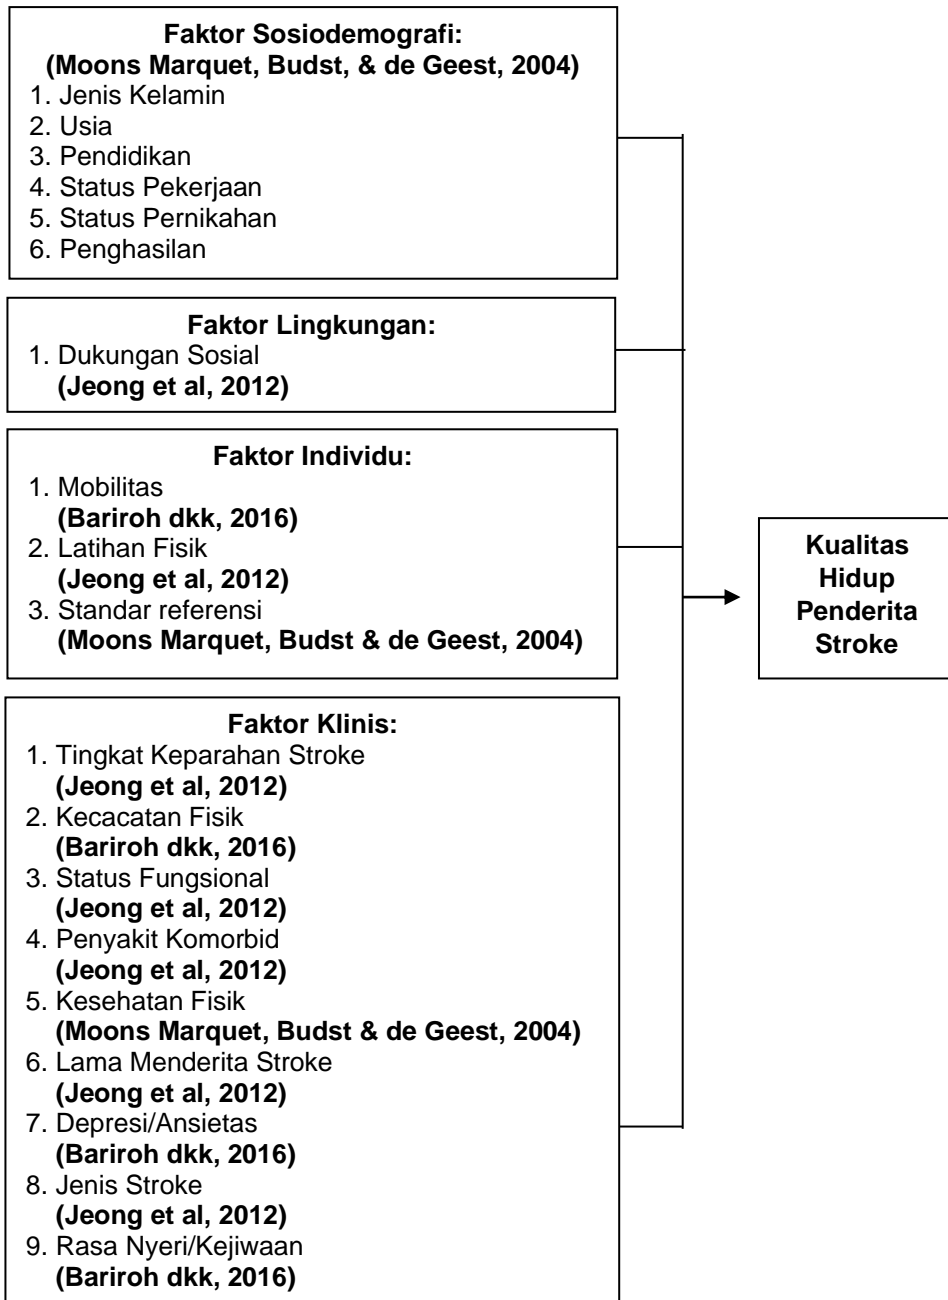 Faktor Sosiodemografi:
(Moons Marquet, Budst, & de Geest, 2004)
1. Jenis Kelamin
2. Usia
3. Pendidikan
4. Status Pekerjaan
5. Status Pernikahan
6. Penghasilan
Faktor Lingkungan:
1. Dukungan Sosial
(Jeong et al, 2012)
Faktor Individu:
1. Mobilitas
(Bariroh dkk, 2016)
2. Latihan Fisik
(Jeong et al, 2012)
3. Standar referensi
(Moons Marquet, Budst & de Geest, 2004)
Faktor Klinis:
1. Tingkat Keparahan Stroke
(Jeong et al, 2012)
2. Kecacatan Fisik
(Bariroh dkk, 2016)
3. Status Fungsional
(Jeong et al, 2012)
4. Penyakit Komorbid
(Jeong et al, 2012)
5. Kesehatan Fisik
(Moons Marquet, Budst & de Geest, 2004)
6. Lama Menderita Stroke
(Jeong et al, 2012)
7. Depresi/Ansietas
(Bariroh dkk, 2016)
8. Jenis Stroke
(Jeong et al, 2012)
9. Rasa Nyeri/Kejiwaan
(Bariroh dkk, 2016)
Kualitas
Hidup
Penderita
Stroke